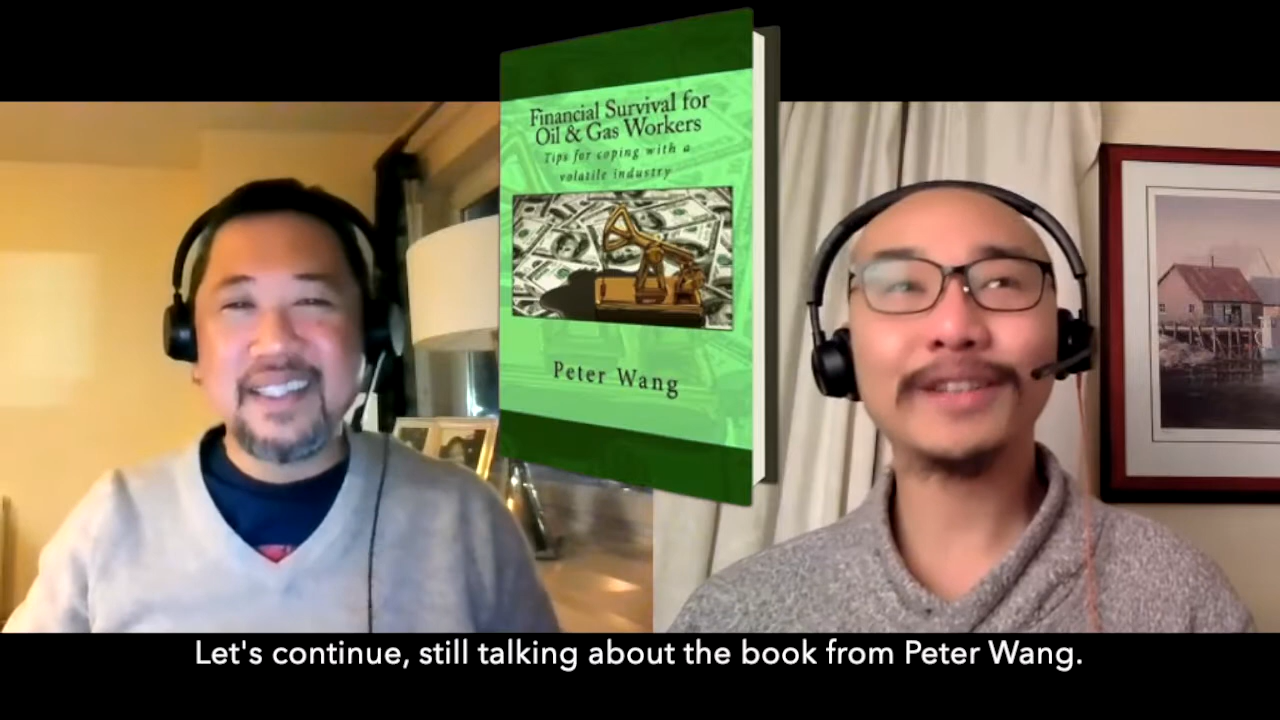 Financial Survival for
Oil & Gas Workers
Tips for coping with a
volatile industry
Peter Wang
Let's continue, still talking about the book from Peter Wang.